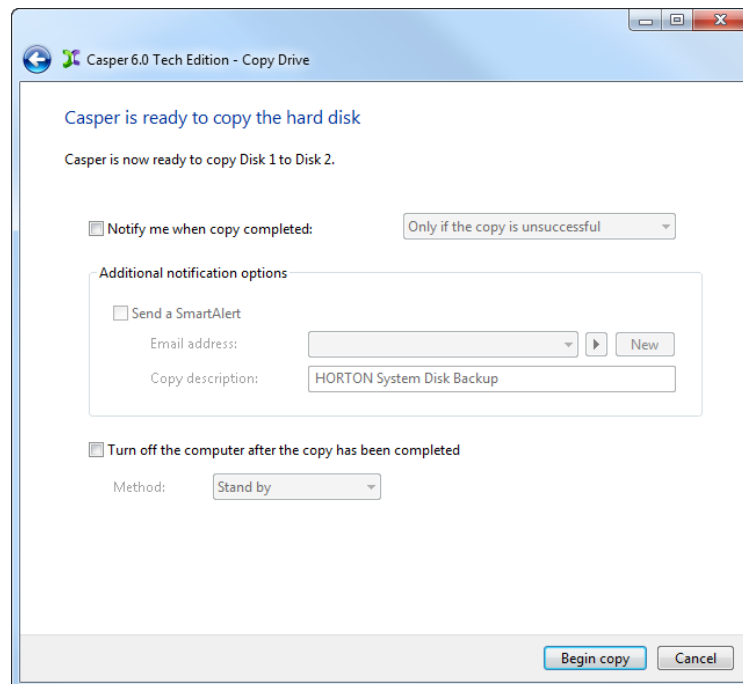 Casper 6.0 Tech Edition - Copy Drive
Casper is ready to copy the hard disk
Casper is now ready to copy Disk 1 to Disk 2.
Notify me when copy completed: Only if the copy is unsuccessful
Additional notification options
Send a SmartAlert
Email address: New
Copy description: HORTON System Disk Backup
Turn off the computer after the copy has been completed
Method: Stand by
Begin copy Cancel